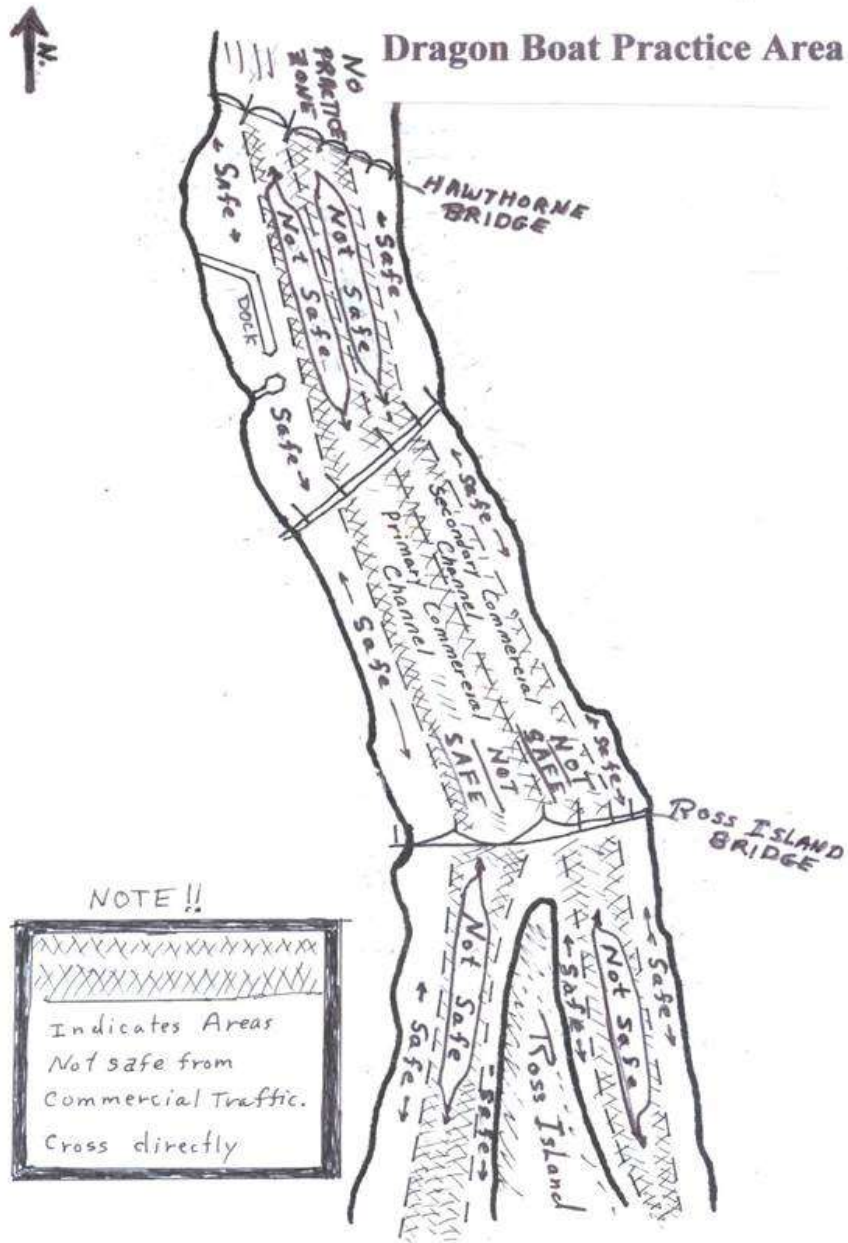 Dragon Boat Practice Area
N.
NO
PRACTICE
ZONE
HAWTHORNE
BRIDGE
Safe
Not Safe
Not Safe
Safe
DOCK
Safe
Safe
Secondary Commercial
Channel
Primary Commercial
Channel
Safe
NOT
SAFE
NOT
SAFE
Safe
ROSS ISLAND
BRIDGE
Not Safe
Safe
Safe
Ross Island
Safe
Not Safe
Safe
NOTE !!
Indicates Areas
Not safe from
Commercial Traffic.
Cross directly